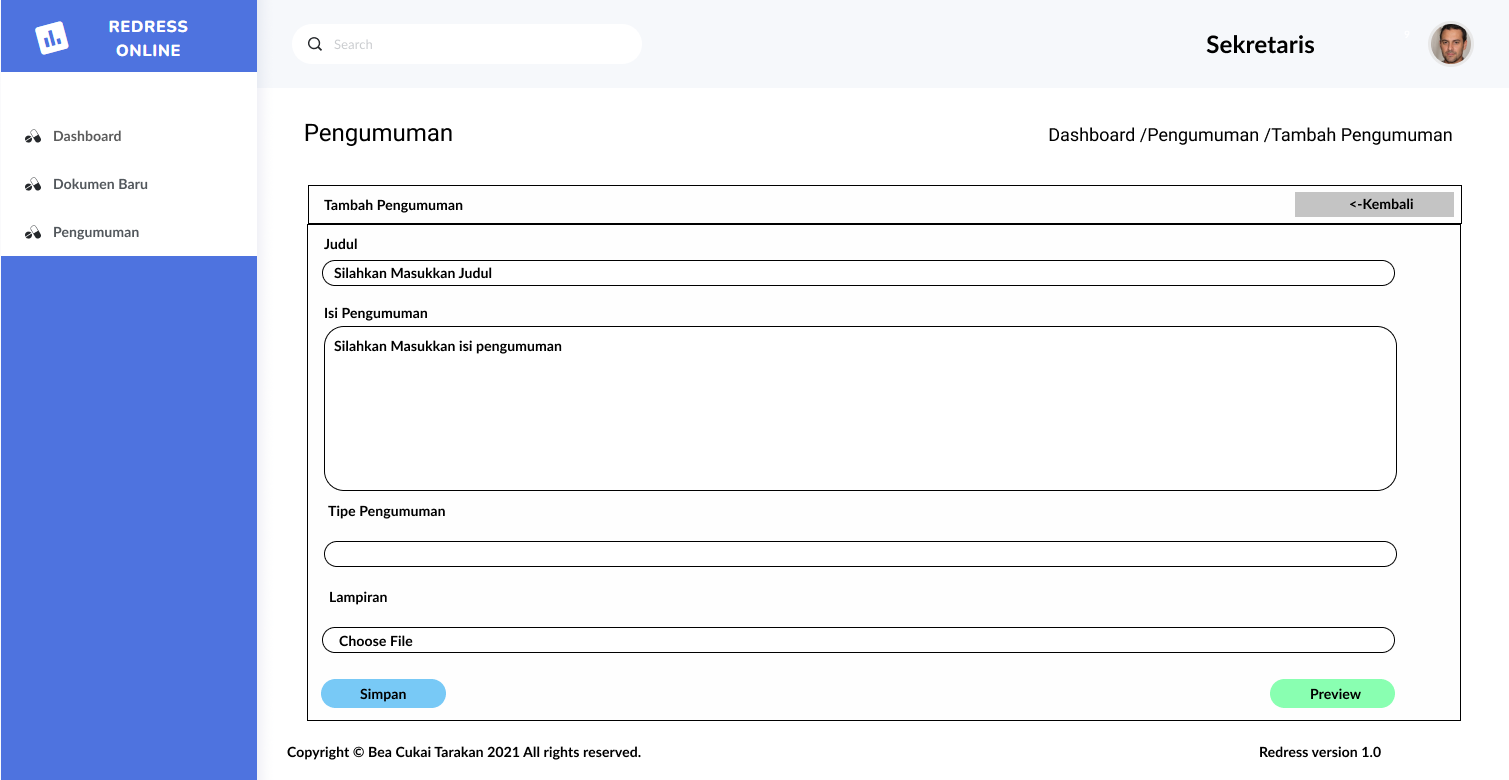 REDRESS
ONLINE
Search
Sekretaris
Dashboard
Dokumen Baru
Pengumuman
Pengumuman
Dashboard /Pengumuman /Tambah Pengumuman
Tambah Pengumuman
<-Kembali
Judul
Silahkan Masukkan Judul
Isi Pengumuman
Silahkan Masukkan isi pengumuman
Tipe Pengumuman
Lampiran
Choose File
Simpan
Preview
Copyright © Bea Cukai Tarakan 2021 All rights reserved.
Redress version 1.0